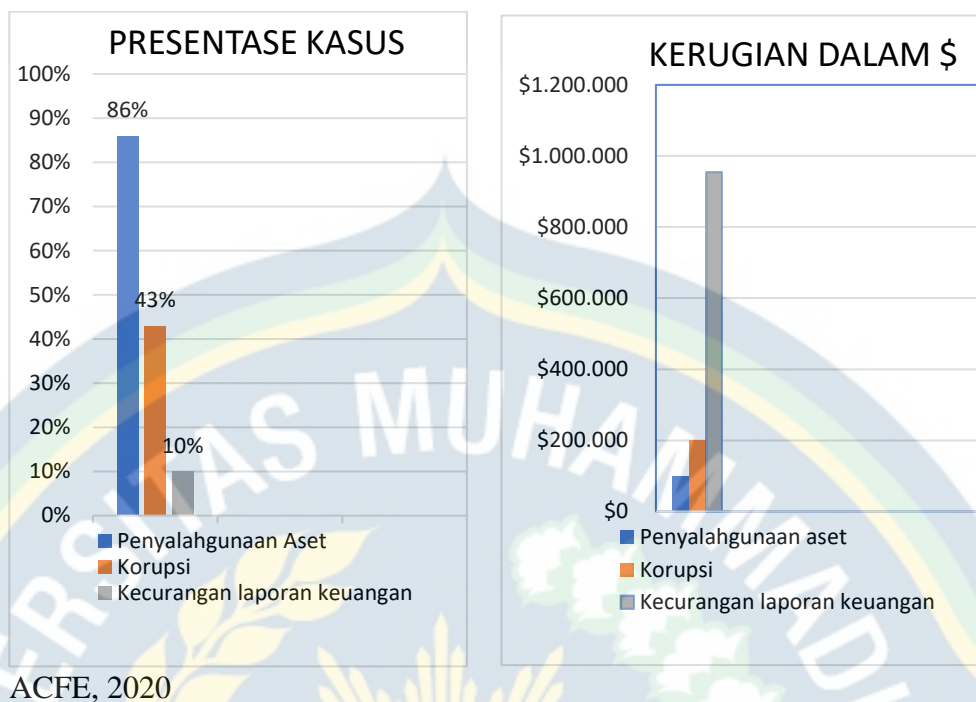 PRESENTASE KASUS
100%
90%
80%
70%
60%
50%
40%
30%
20%
10%
0%
86%
43%
10%
Penyalahgunaan Aset
Korupsi
Kecurangan laporan keuangan
KERUGIAN DALAM $
$1.200.000
$1.000.000
$800.000
$600.000
$400.000
$200.000
$0
Penyalahgunaan aset
Korupsi
Kecurangan laporan keuangan
ERSITAS MUHAMMADI
ACFE, 2020